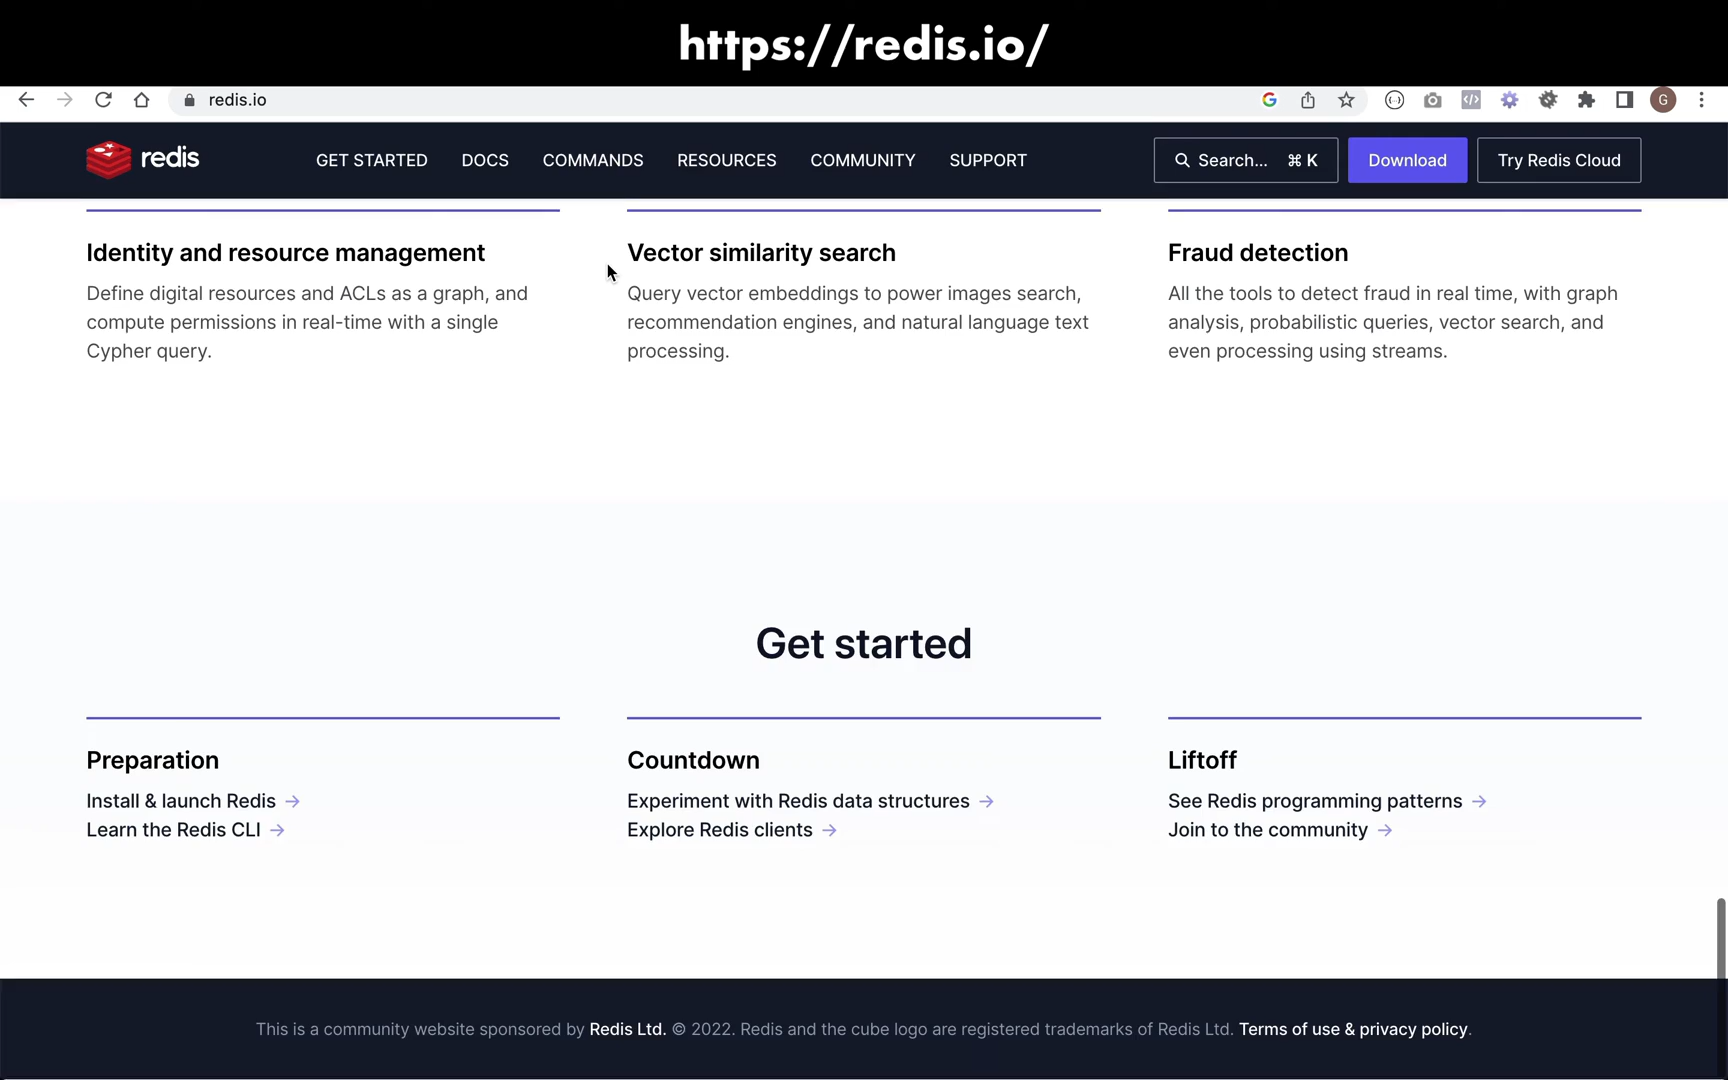 https://redis.io/
redis.io
G
redis
GET STARTED
DOCS
COMMANDS
RESOURCES
COMMUNITY
SUPPORT
Search... ⌘ K
Download
Try Redis Cloud
Identity and resource management
Define digital resources and ACLs as a graph, and
compute permissions in real-time with a single
Cypher query.
Vector similarity search
Query vector embeddings to power images search,
recommendation engines, and natural language text
processing.
Fraud detection
All the tools to detect fraud in real time, with graph
analysis, probabilistic queries, vector search, and
even processing using streams.
Get started
Preparation
Install & launch Redis →
Learn the Redis CLI →
Countdown
Experiment with Redis data structures →
Explore Redis clients →
Liftoff
See Redis programming patterns →
Join to the community →
This is a community website sponsored by Redis Ltd. © 2022. Redis and the cube logo are registered trademarks of Redis Ltd. Terms of use & privacy policy.